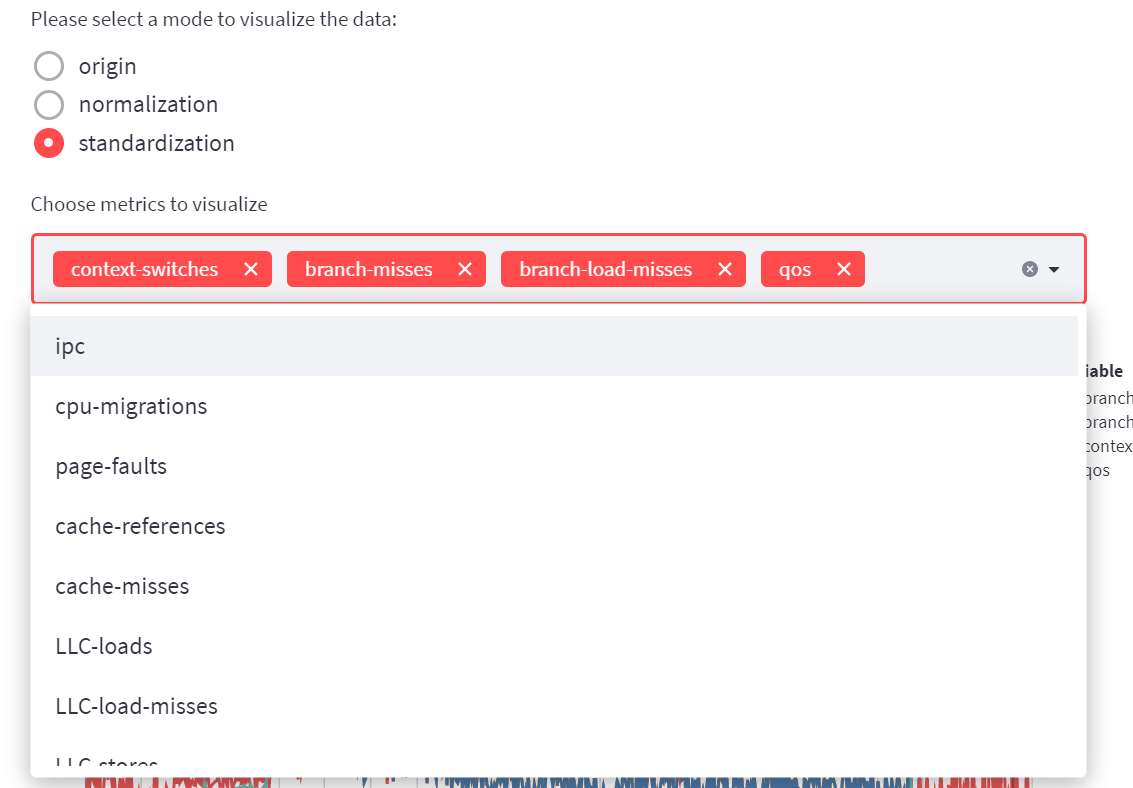 Please select a mode to visualize the data:
origin
normalization
standardization
Choose metrics to visualize
context-switches branch-misses branch-load-misses qos
ipc
cpu-migrations
page-faults
cache-references
cache-misses
LLC-loads
LLC-load-misses
LLC-stores
iable
branch
branch
contex
qos